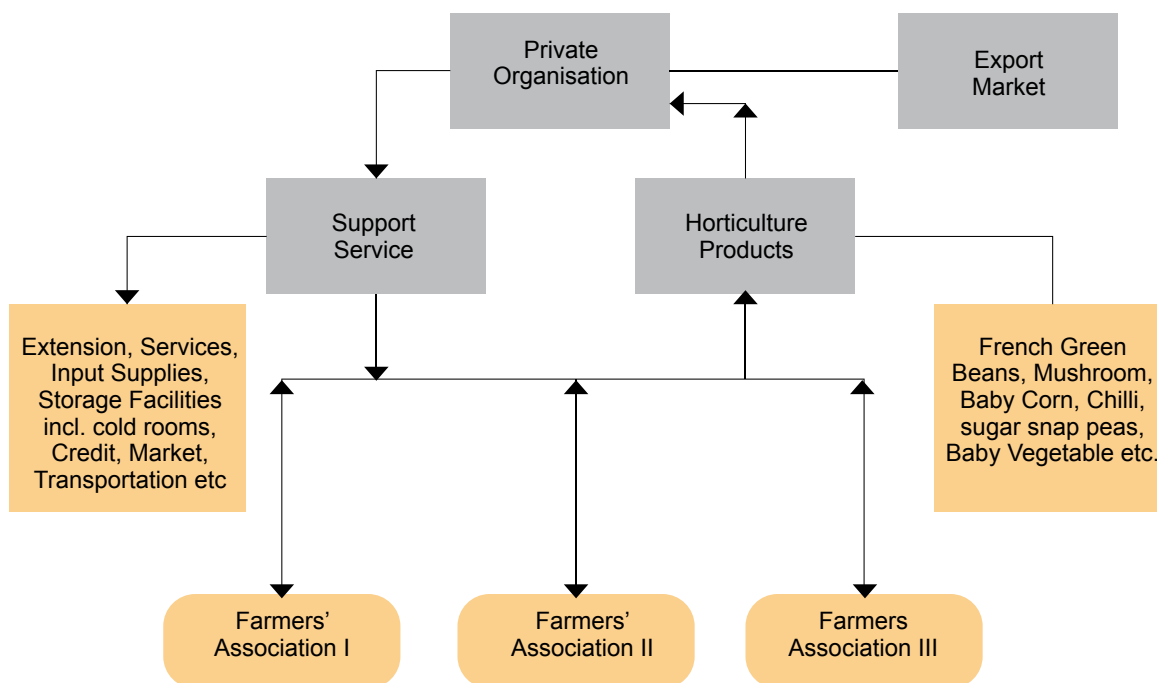 Private
Organisation
Export
Market
Support
Service
Horticulture
Products
Extension, Services,
Input Supplies,
Storage Facilities
incl. cold rooms,
Credit, Market,
Transportation etc
French Green
Beans, Mushroom,
Baby Corn, Chilli,
sugar snap peas,
Baby Vegetable etc.
Farmers’
Association I
Farmers’
Association II
Farmers
Association III